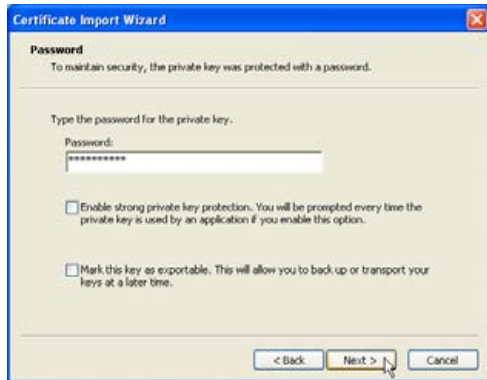 Certificate Import Wizard
Password
To maintain security, the private key was protected with a password.
Type the password for the private key.
Password:
**********
Enable strong private key protection. You will be prompted every time the
private key is used by an application if you enable this option.
Mark this key as exportable. This will allow you to back up or transport your
keys at a later time.
< Back Next > Cancel